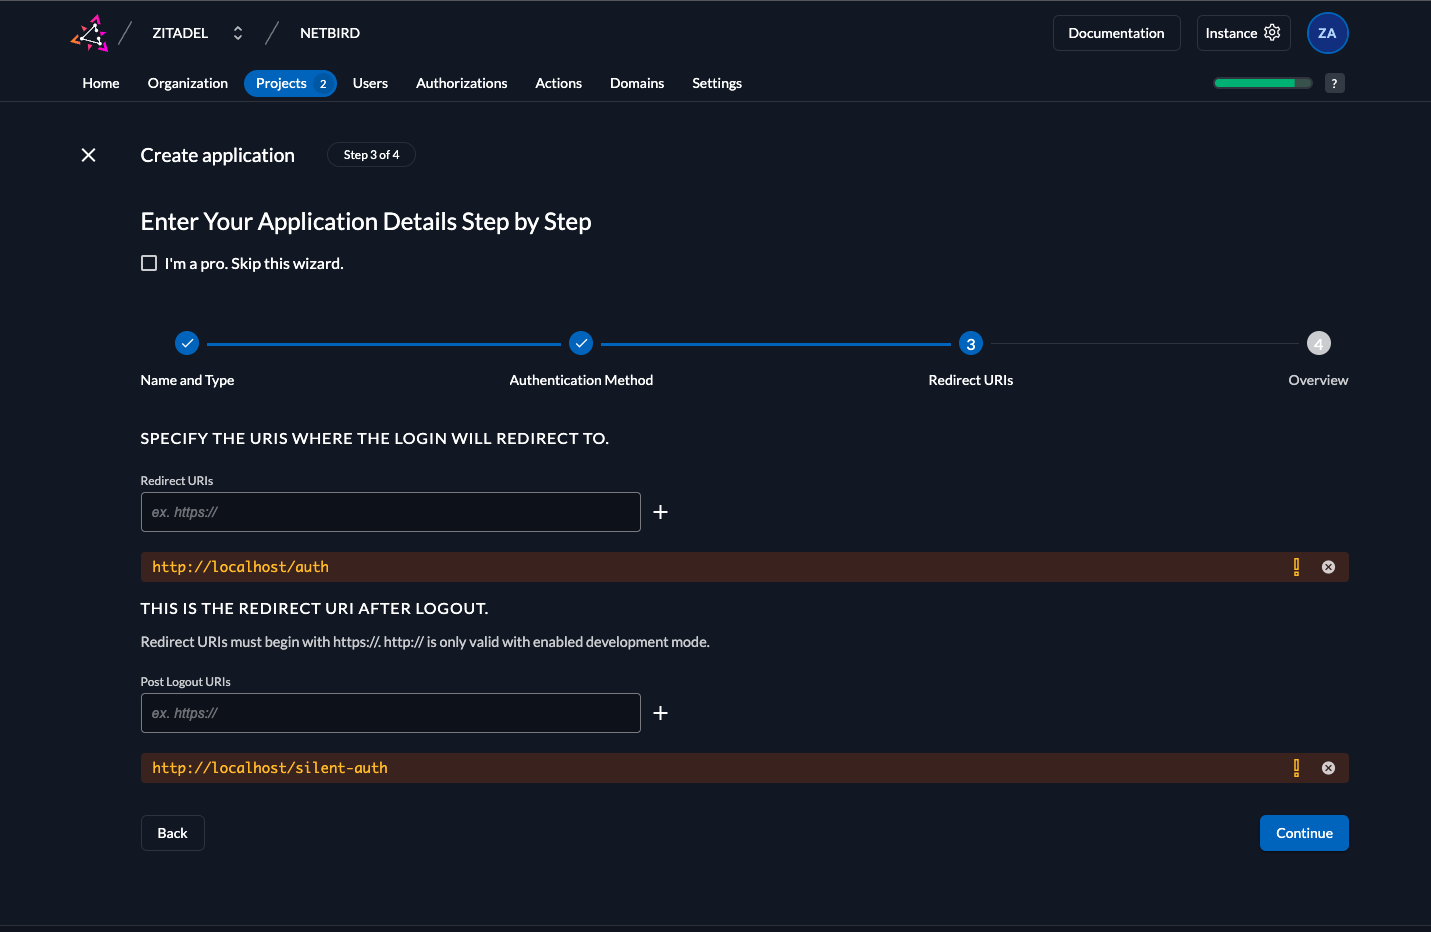 ZITADEL
NETBIRD
Documentation
Instance
ZA
Home
Organization
Projects 2
Users
Authorizations
Actions
Domains
Settings
?
Create application
Step 3 of 4
Enter Your Application Details Step by Step
I'm a pro. Skip this wizard.
3
4
Name and Type
Authentication Method
Redirect URIs
Overview
SPECIFY THE URIS WHERE THE LOGIN WILL REDIRECT TO.
Redirect URIs
ex. https://
http://localhost/auth
THIS IS THE REDIRECT URI AFTER LOGOUT.
Redirect URIs must begin with https://. http:// is only valid with enabled development mode.
Post Logout URIs
ex. https://
http://localhost/silent-auth
Back
Continue